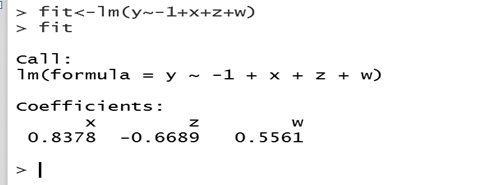 > fit<-lm(y~-1+x+z+w)
> fit
Call:
lm(formula = y ~ -1 + x + z + w)
Coefficients:
x z w
0.8378 -0.6689 0.5561
>